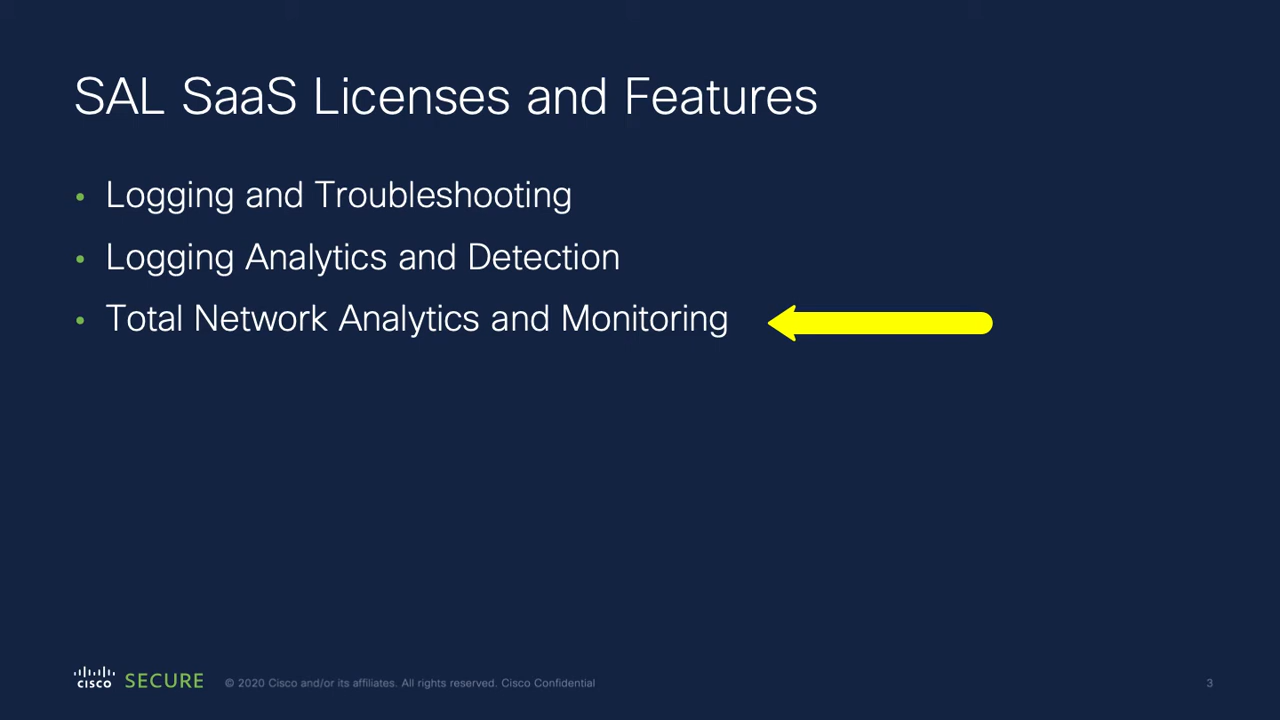 SAL SaaS Licenses and Features
• Logging and Troubleshooting
• Logging Analytics and Detection
• Total Network Analytics and Monitoring
CISCO SECURE © 2020 Cisco and/or its affiliates. All rights reserved. Cisco Confidential 3